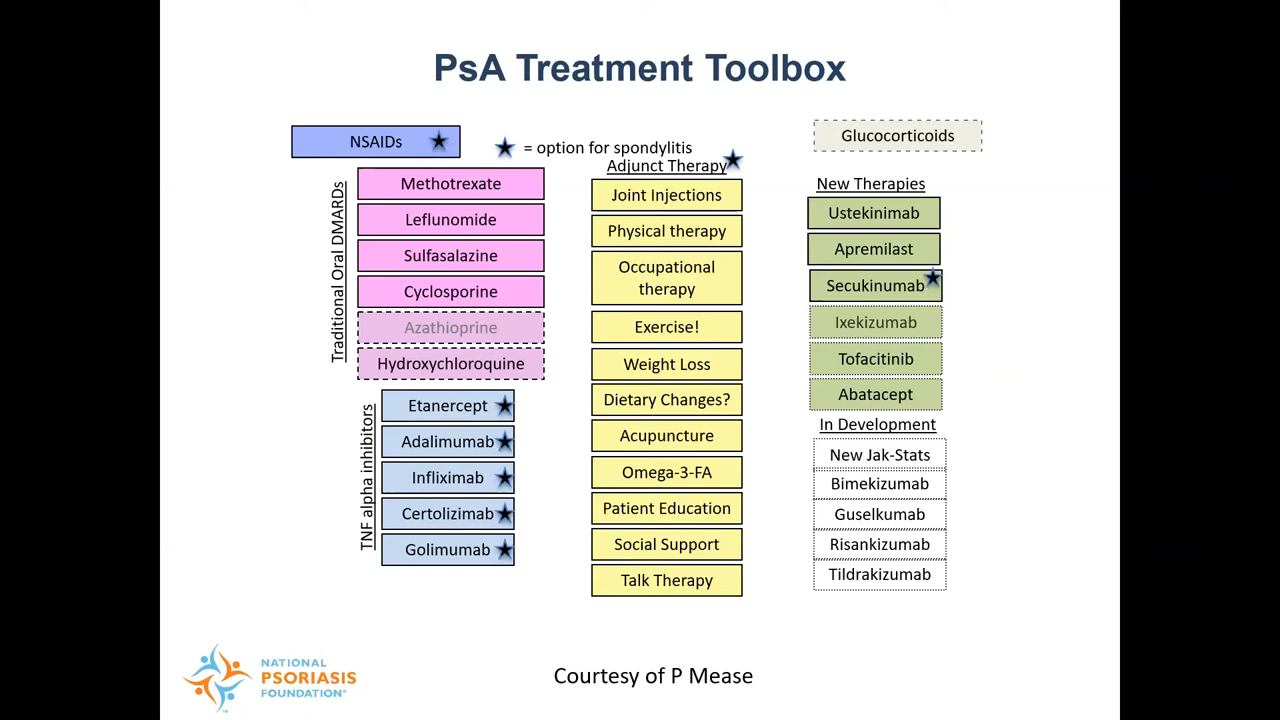 PsA Treatment Toolbox
NSAIDs
= option for spondylitis
Glucocorticoids
Traditional Oral DMARDs
Methotrexate
Leflunomide
Sulfasalazine
Cyclosporine
Azathioprine
Hydroxychloroquine
TNF alpha inhibitors
Etanercept
Adalimumab
Infliximab
Certolizimab
Golimumab
Adjunct Therapy
Joint Injections
Physical therapy
Occupational
therapy
Exercise!
Weight Loss
Dietary Changes?
Acupuncture
Omega-3-FA
Patient Education
Social Support
Talk Therapy
New Therapies
Ustekinimab
Apremilast
Secukinumab
Ixekizumab
Tofacitinib
Abatacept
In Development
New Jak-Stats
Bimekizumab
Guselkumab
Risankizumab
Tildrakizumab
NATIONAL
PSORIASIS
FOUNDATION®
Courtesy of P Mease